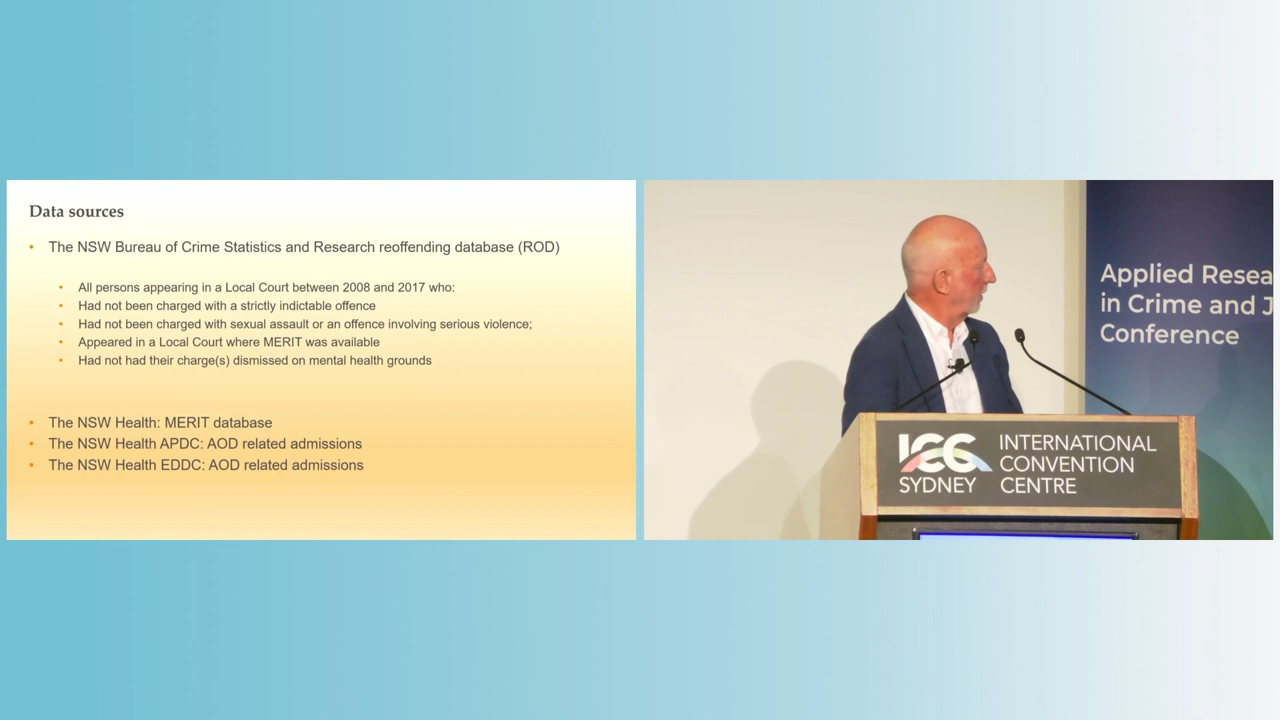 Data sources
• The NSW Bureau of Crime Statistics and Research reoffending database (ROD)
• All persons appearing in a Local Court between 2008 and 2017 who:
• Had not been charged with a strictly indictable offence
• Had not been charged with sexual assault or an offence involving serious violence;
• Appeared in a Local Court where MERIT was available
• Had not had their charge(s) dismissed on mental health grounds
• The NSW Health: MERIT database
• The NSW Health APDC: AOD related admissions
• The NSW Health EDDC: AOD related admissions
Applied Resea
in Crime and J
Conference
ICC
SYDNEY
INTERNATIONAL
CONVENTION
CENTRE